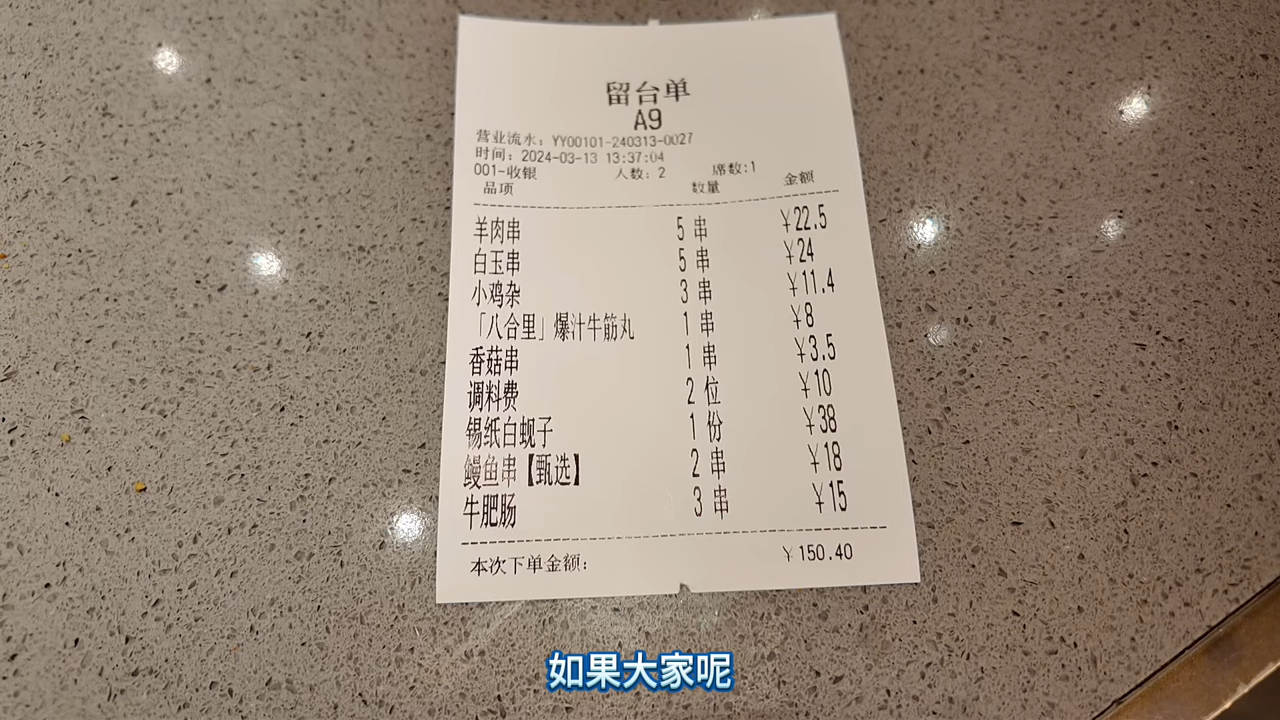 留台单
A9
营业流水：YY00101-240313-0027
时间：2024-03-13 13:37:04
001-收银 人数：2 席数:1
品项 数量 金额
羊肉串 5 串 ¥22.5
白玉串 5 串 ¥24
小鸡杂 3 串 ¥11.4
「八合里」爆汁牛筋丸 1 串 ¥8
香菇串 1 串 ¥3.5
调料费 2 位 ¥10
锡纸白蚬子 1 份 ¥38
鳗鱼串【甄选】 2 串 ¥18
牛肥肠 3 串 ¥15
本次下单金额： ¥150.40
如果大家呢